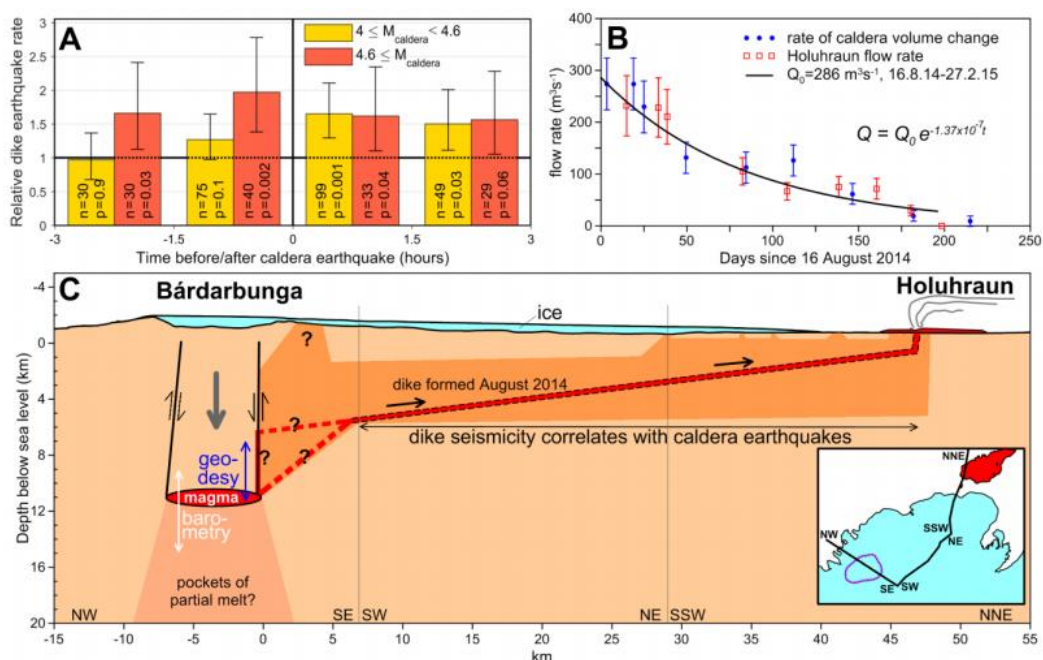 A
Relative dike earthquake rate
3
2.5
2
1.5
1
0.5
0
4 ≤ M caldera < 4.6
4.6 ≤ M caldera
n=30
p=0.9
n=30
p=0.03
n=75
p=0.1
n=40
p=0.002
n=99
p=0.001
n=33
p=0.04
n=49
p=0.03
n=29
p=0.06
-3
-1.5
0
1.5
3
Time before/after caldera earthquake (hours)
B
flow rate (m³s⁻¹)
400
300
200
100
0
rate of caldera volume change
Holuhraun flow rate
Q₀=286 m³s⁻¹, 16.8.14-27.2.15
Q = Q₀ e^-1.37x10^-7t
0
50
100
150
200
250
Days since 16 August 2014
C
Bárdarbunga
Holuhraun
ice
Depth below sea level (km)
-4
0
4
8
12
16
20
?
dike formed August 2014
?
?
?
dike seismicity correlates with caldera earthquakes
geo-
desy
magma
baro-
metry
pockets of
partial melt?
NW
SE
SW
NE
SSW
NNE
-15
-10
-5
0
5
10
15
20
25
30
35
40
45
50
55
km
NNE
SSW
NE
NW
SE
SW